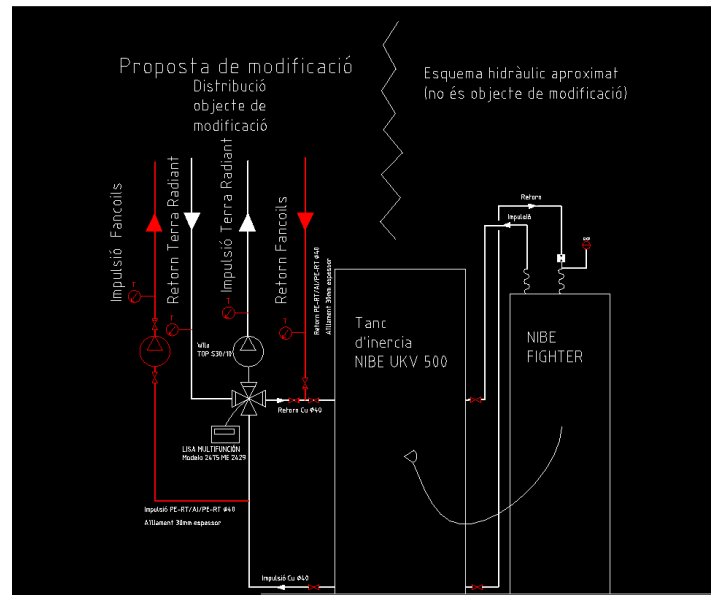 Proposta de modificació
Distribució
objecte de
modificació
Esquema hidràulic aproximat
(no és objecte de modificació)
Impulsió Fancoils
Retorn Terra Radiant
Impulsió Terra Radiant
Retorn Fancoils
Retorn PE-RT/Al/PE-RT Ø40
Aïllament 30mm espessor
Retorn
Impulsió
T
T
T
T
Wilo
TOP S30/10
Tanc
d'inercia
NIBE UKV 500
NIBE
FIGHTER
Retorn Cu Ø40
LISA MULTIFUNCIÓN
Modelo 2475 ME 2429
Impulsió PE-RT/Al/PE-RT Ø40
Aïllament 30mm espessor
Impulsió Cu Ø40